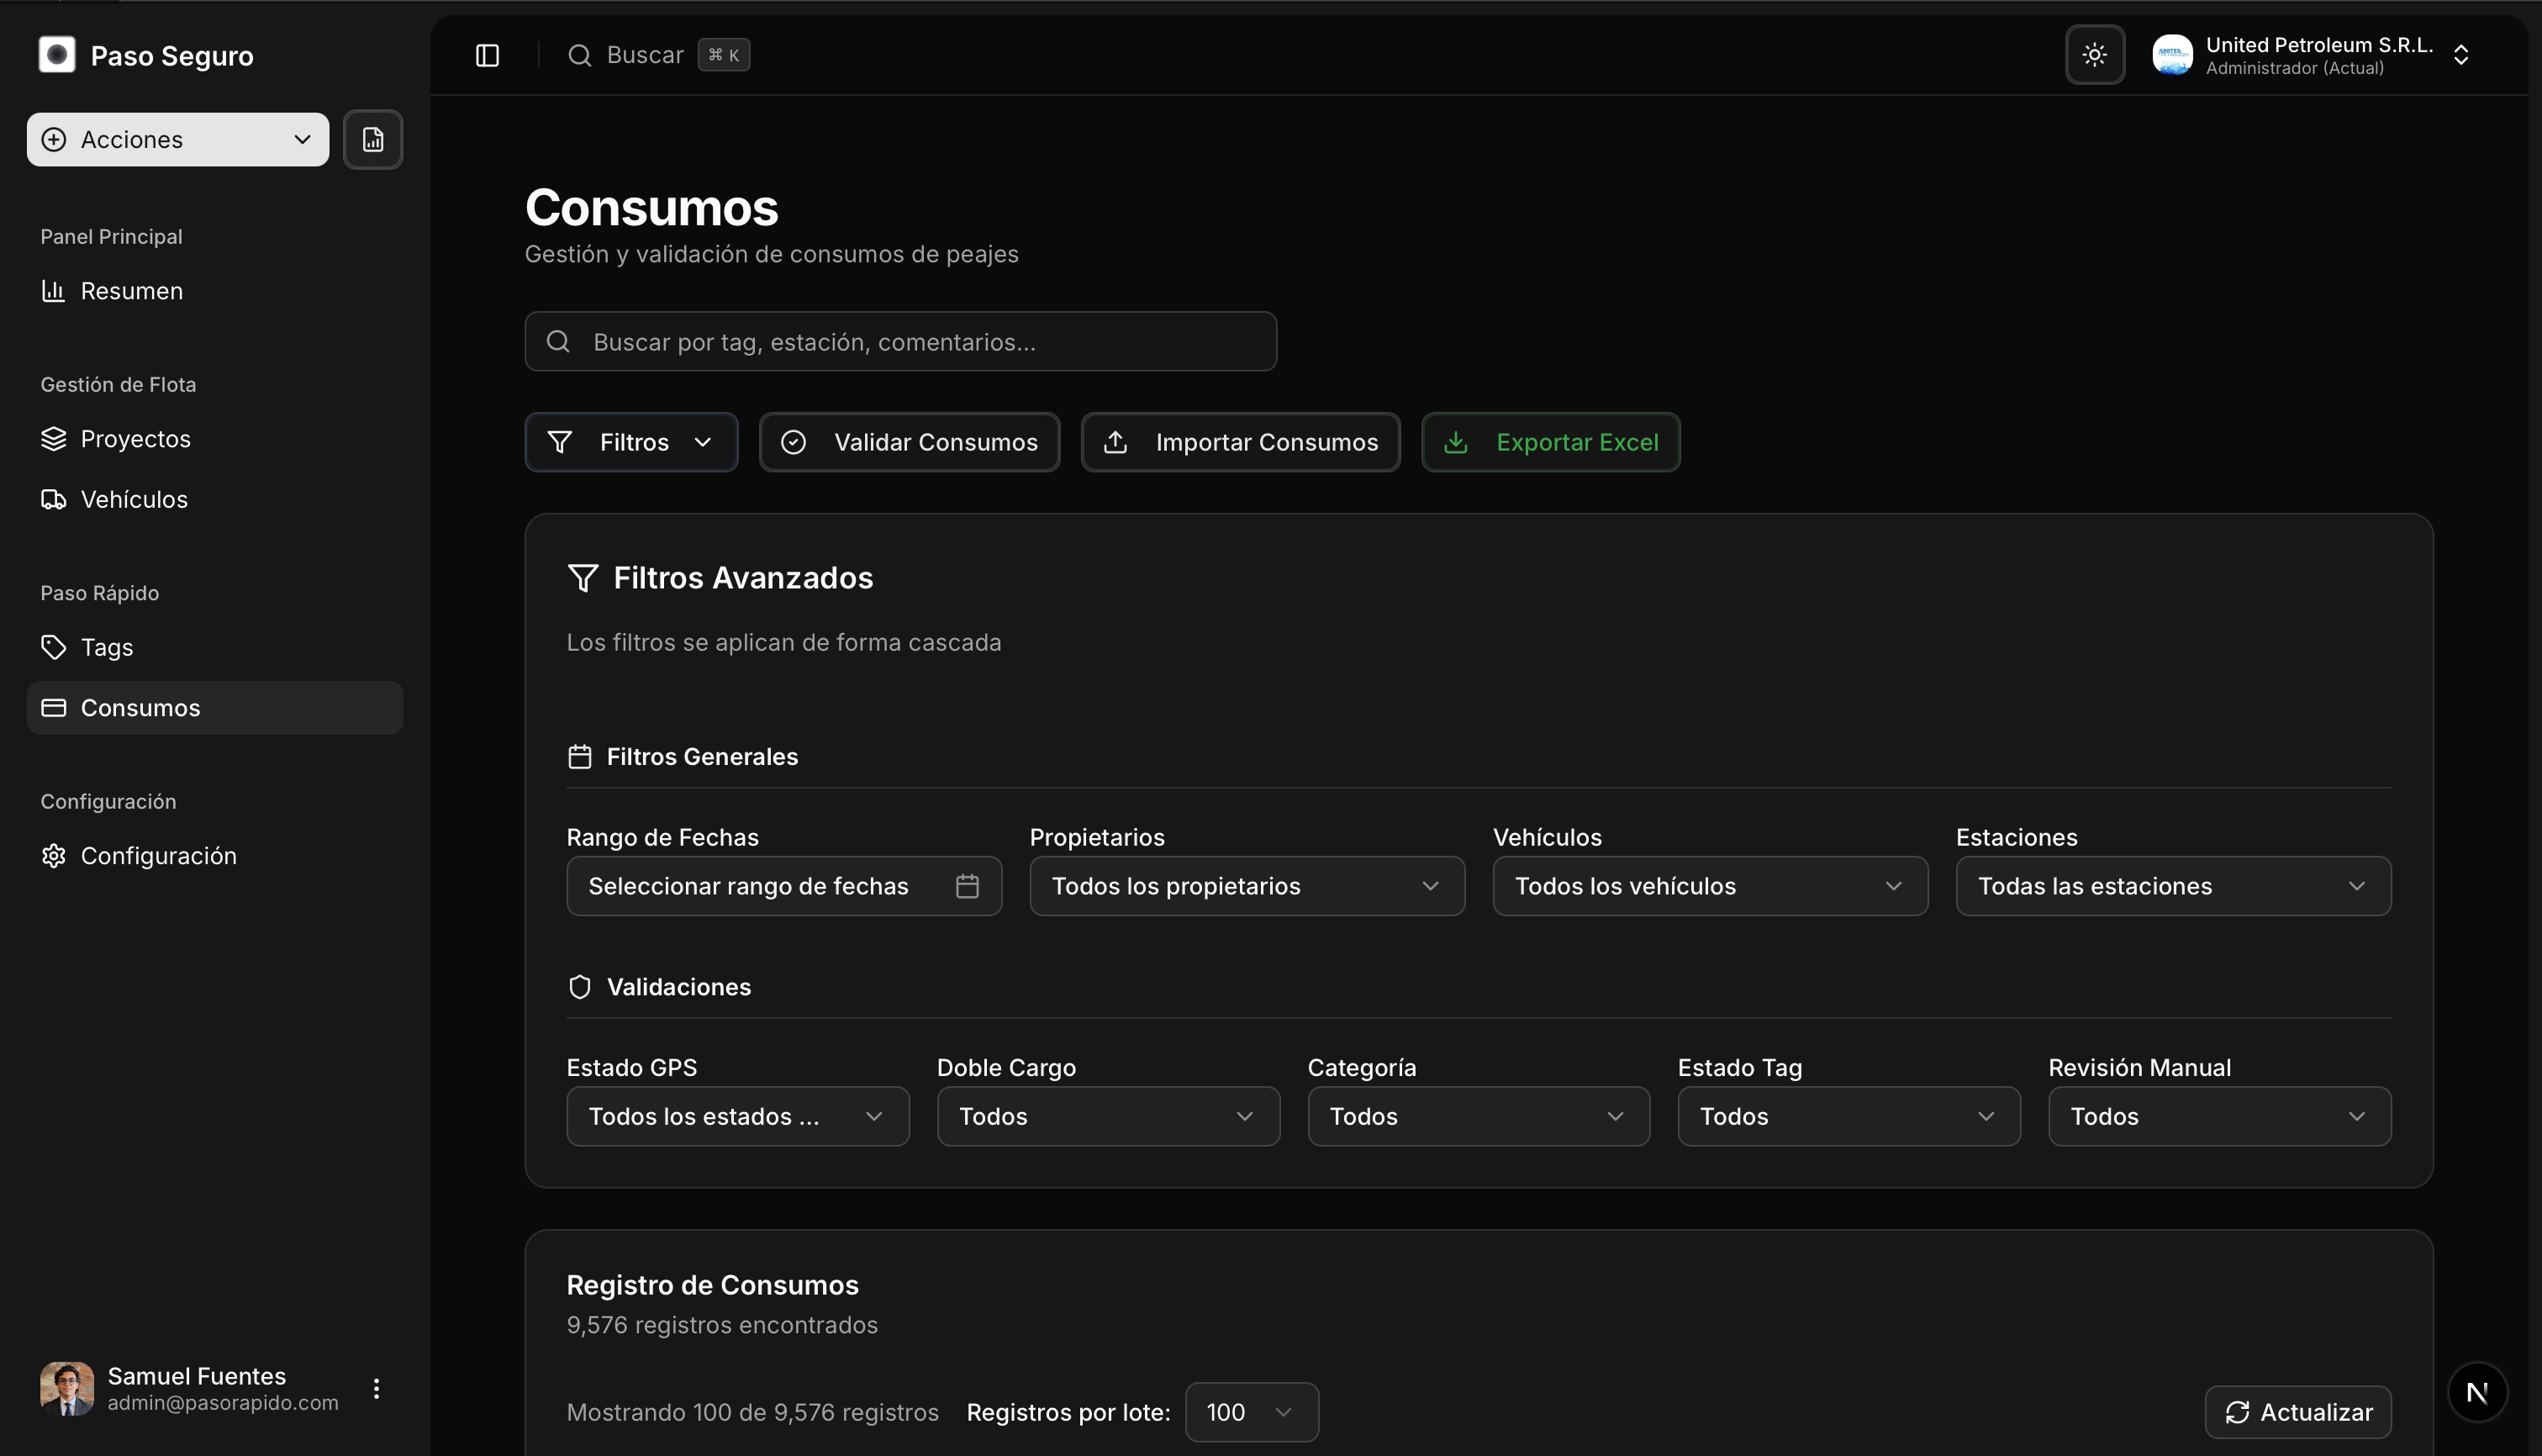 Paso Seguro
Buscar ⌘ K
United Petroleum S.R.L.
Administrador (Actual)
Acciones
Panel Principal
Resumen
Gestión de Flota
Proyectos
Vehículos
Paso Rápido
Tags
Consumos
Configuración
Configuración
Samuel Fuentes
admin@pasorapido.com
Consumos
Gestión y validación de consumos de peajes
Buscar por tag, estación, comentarios...
Filtros Validar Consumos Importar Consumos Exportar Excel
Filtros Avanzados
Los filtros se aplican de forma cascada
Filtros Generales
Rango de Fechas Propietarios Vehículos Estaciones
Seleccionar rango de fechas Todos los propietarios Todos los vehículos Todas las estaciones
Validaciones
Estado GPS Doble Cargo Categoría Estado Tag Revisión Manual
Todos los estados ... Todos Todos Todos Todos
Registro de Consumos
9,576 registros encontrados
Mostrando 100 de 9,576 registros Registros por lote: 100 Actualizar
N